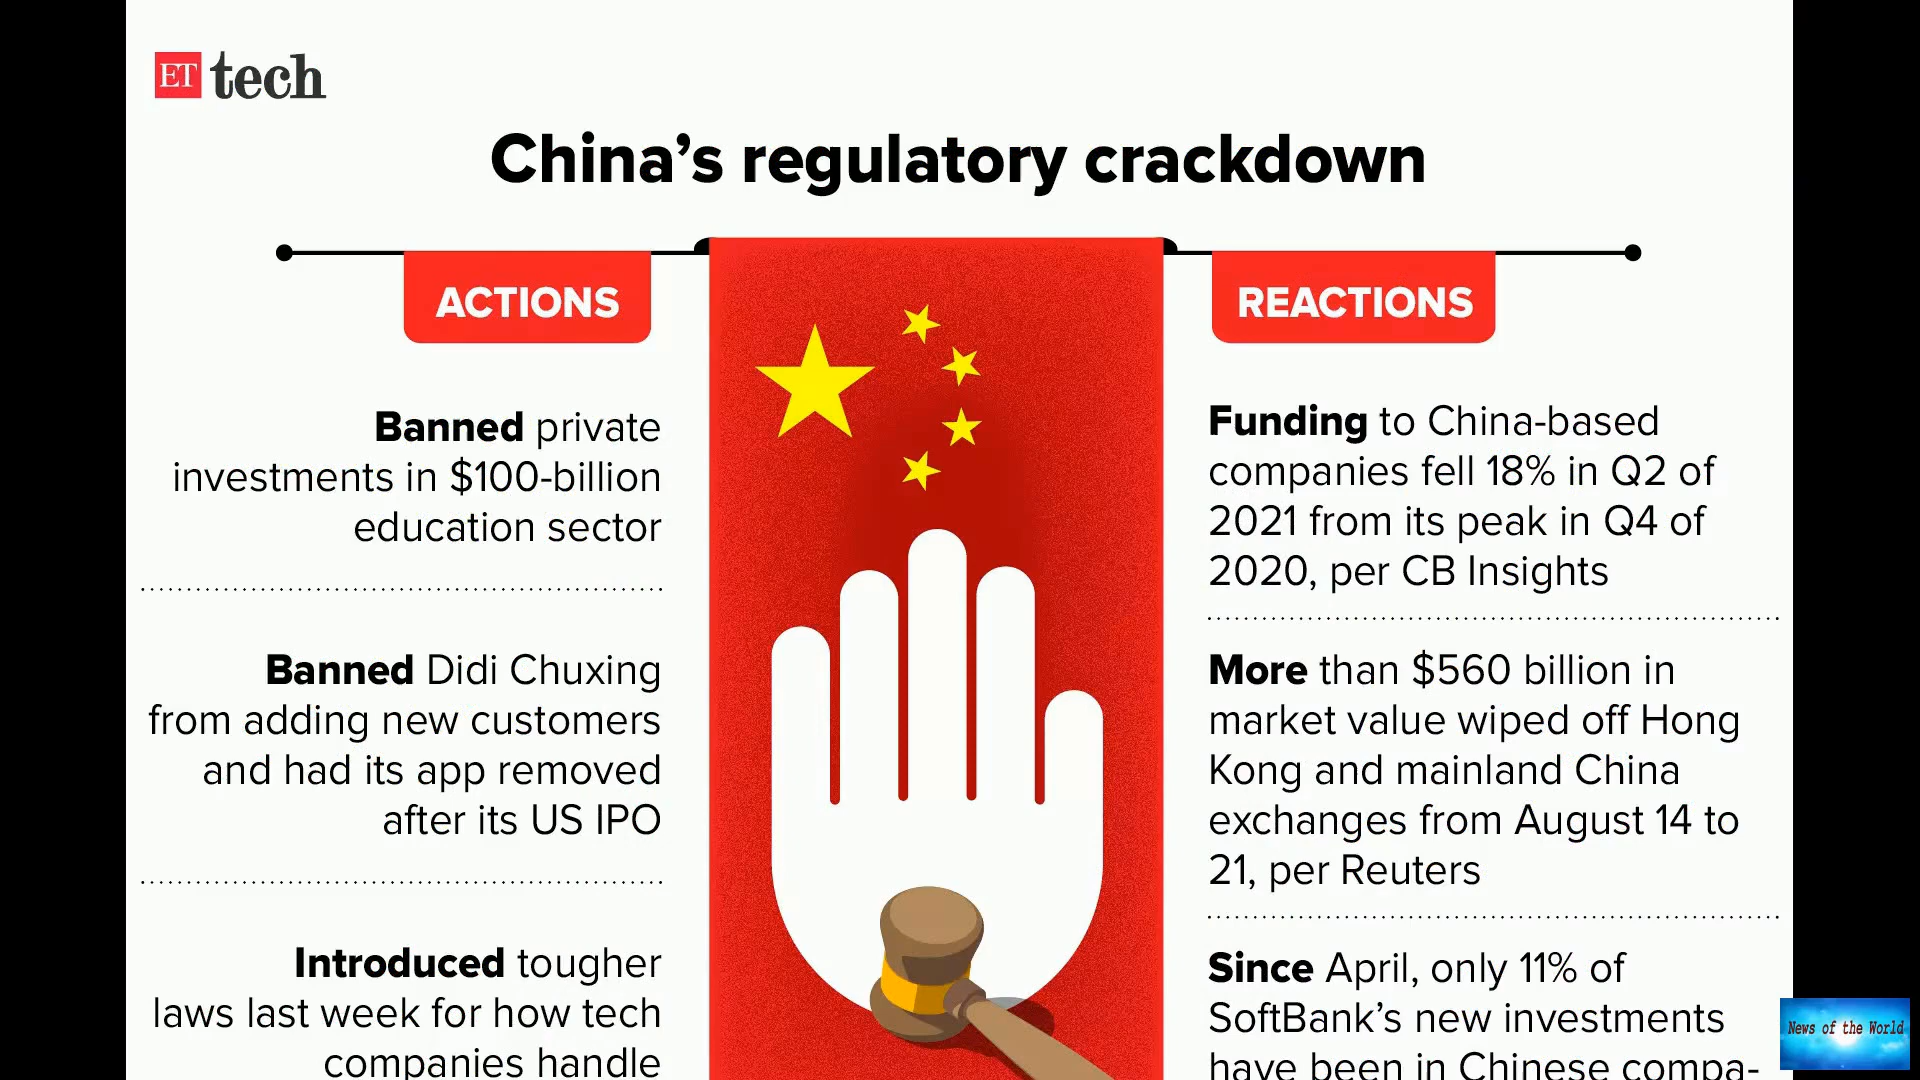 ET tech
China’s regulatory crackdown
ACTIONS
Banned private
investments in $100-billion
education sector
Banned Didi Chuxing
from adding new customers
and had its app removed
after its US IPO
Introduced tougher
laws last week for how tech
companies handle
REACTIONS
Funding to China-based
companies fell 18% in Q2 of
2021 from its peak in Q4 of
2020, per CB Insights
More than $560 billion in
market value wiped off Hong
Kong and mainland China
exchanges from August 14 to
21, per Reuters
Since April, only 11% of
SoftBank’s new investments
have been in Chinese compa-
News of the World